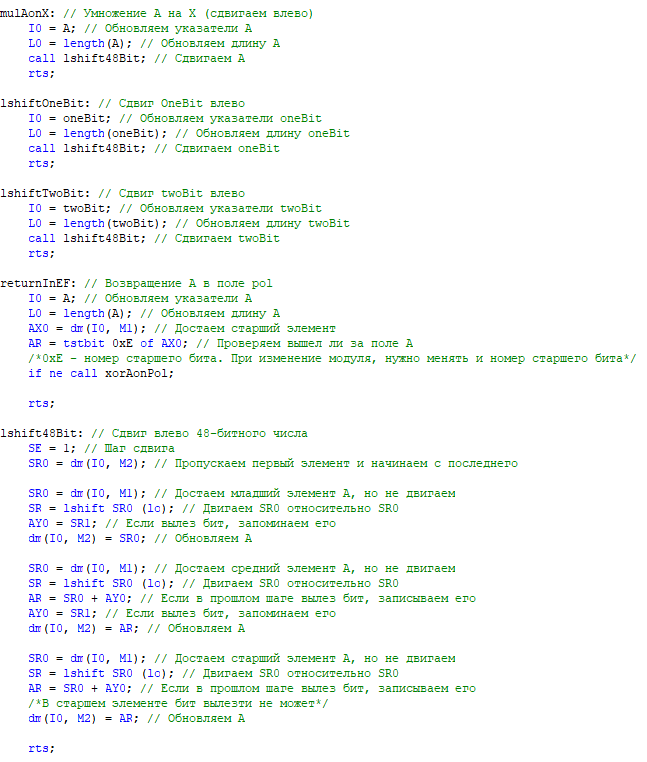 mulAonX: // Умножение А на X (сдвигаем влево)
I0 = A; // Обновляем указатели А
L0 = length(A); // Обновляем длину А
call lshift48Bit; // Сдвигаем А
rts;
lshiftOneBit: // Сдвиг OneBit влево
I0 = oneBit; // Обновляем указатели oneBit
L0 = length(oneBit); // Обновляем длину oneBit
call lshift48Bit; // Сдвигаем oneBit
rts;
lshiftTwoBit: // Сдвиг twoBit влево
I0 = twoBit; // Обновляем указатели twoBit
L0 = length(twoBit); // Обновляем длину twoBit
call lshift48Bit; // Сдвигаем twoBit
rts;
returnInEF: // Возвращение А в поле pol
I0 = A; // Обновляем указатели А
L0 = length(A); // Обновляем длину А
AX0 = dm(I0, M1); // Достаем старший элемент
AR = tstbit 0xE of AX0; // Проверяем вышел ли за поле А
/*0xE - номер старшего бита. При изменение модуля, нужно менять и номер старшего бита*/
if ne call xorAonPol;
rts;
lshift48Bit: // Сдвиг влево 48-битного числа
SE = 1; // Шаг сдвига
SR0 = dm(I0, M2); // Пропускаем первый элемент и начинаем с последнего
SR0 = dm(I0, M1); // Достаем младший элемент А, но не двигаем
SR = lshift SR0 (lo); // Двигаем SR0 относительно SR0
AY0 = SR1; // Если вылез бит, запоминаем его
dm(I0, M2) = SR0; // Обновляем А
SR0 = dm(I0, M1); // Достаем средний элемент А, но не двигаем
SR = lshift SR0 (lo); // Двигаем SR0 относительно SR0
AR = SR0 + AY0; // Если в прошлом шаге вылез бит, записываем его
AY0 = SR1; // Если вылез бит, запоминаем его
dm(I0, M2) = AR; // Обновляем А
SR0 = dm(I0, M1); // Достаем старший элемент А, но не двигаем
SR = lshift SR0 (lo); // Двигаем SR0 относительно SR0
AR = SR0 + AY0; // Если в прошлом шаге вылез бит, записываем его
/*В старшем элементе бит вылезти не может*/
dm(I0, M2) = AR; // Обновляем А
rts;